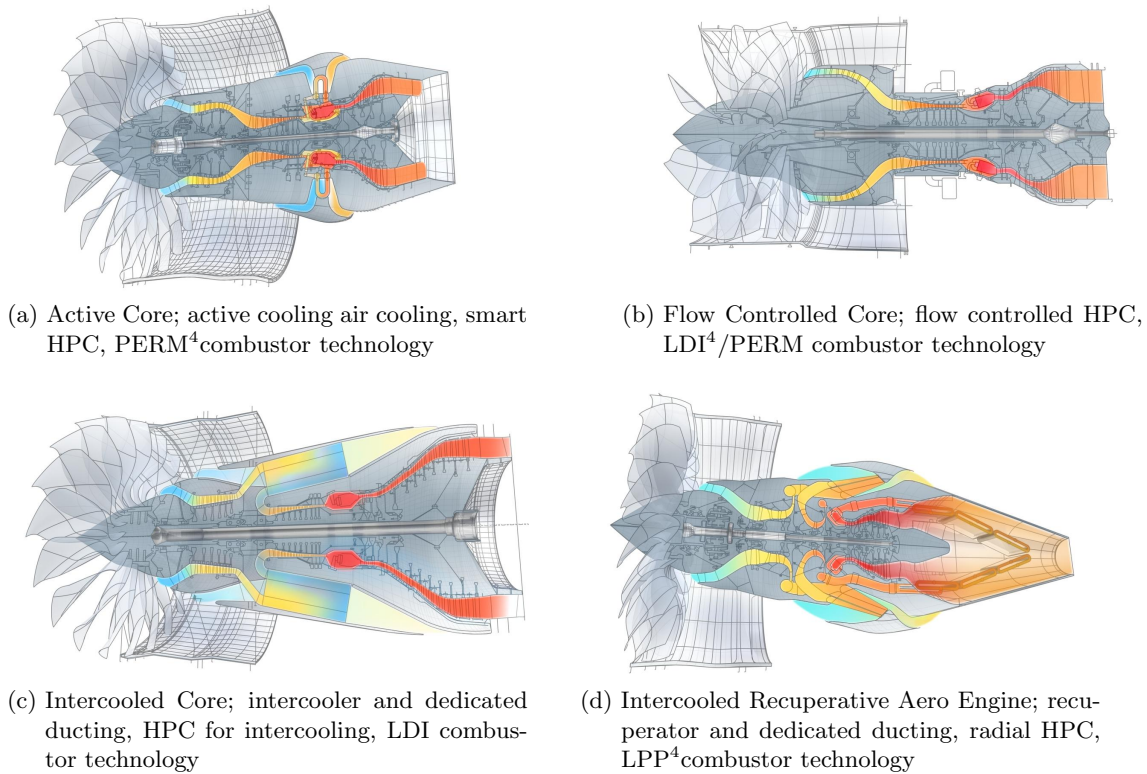 (a) Active Core; active cooling air cooling, smart
HPC, PERM⁴combustor technology
(b) Flow Controlled Core; flow controlled HPC,
LDI⁴/PERM combustor technology
(c) Intercooled Core; intercooler and dedicated
ducting, HPC for intercooling, LDI combus-
tor technology
(d) Intercooled Recuperative Aero Engine; recu-
perator and dedicated ducting, radial HPC,
LPP⁴combustor technology